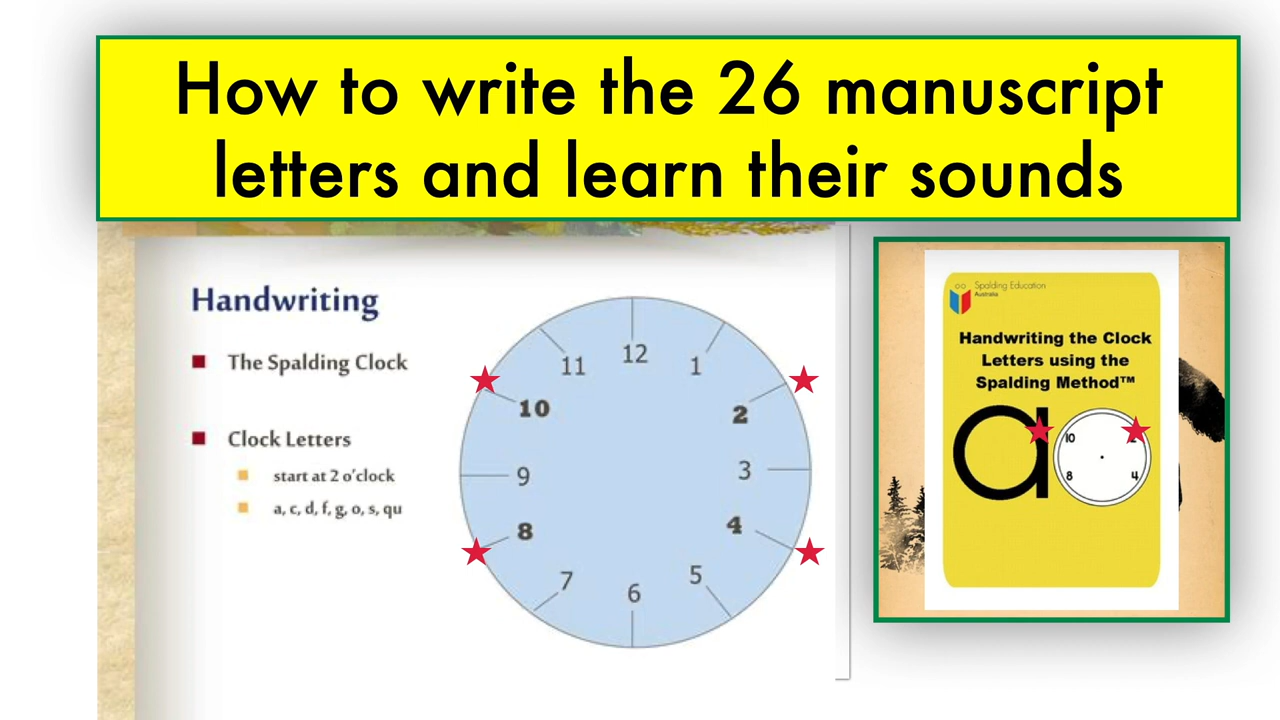 How to write the 26 manuscript
letters and learn their sounds
Handwriting
The Spalding Clock
Clock Letters
start at 2 o'clock
a, c, d, f, g, o, s, qu
12
1
2
3
4
5
6
7
8
9
10
11
Spalding Education
Australia
Handwriting the Clock
Letters using the
Spalding Method™
a
10
8
4